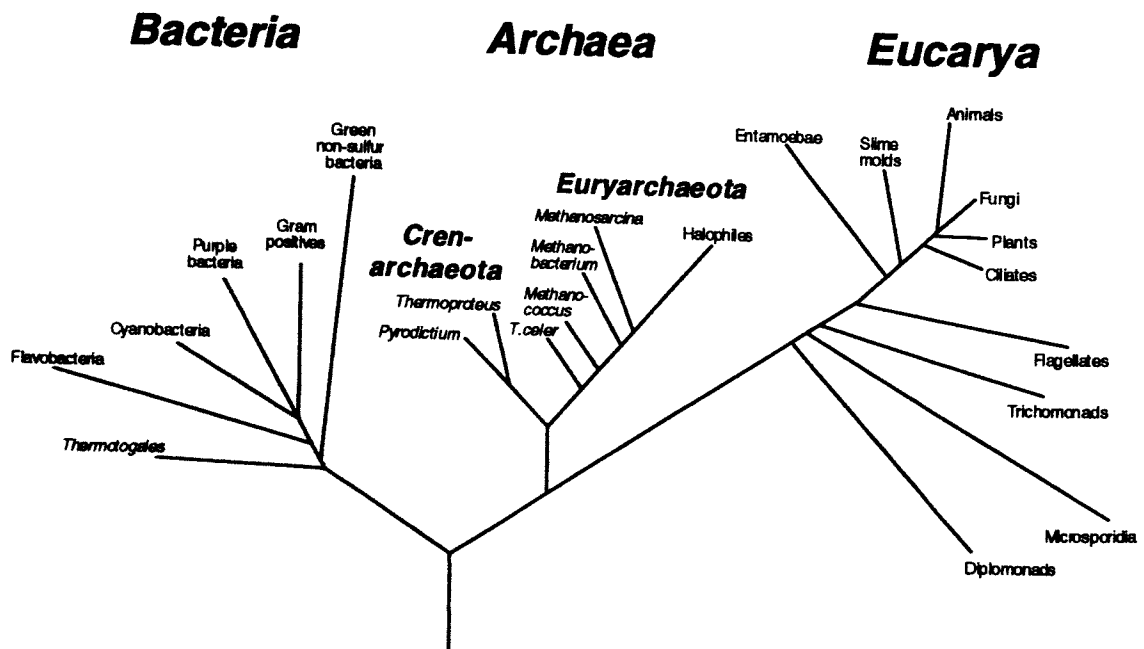 Bacteria
Archaea
Eucarya
Green
non-sulfur
bacteria
Gram
positives
Purple
bacteria
Cyanobacteria
Flavobacteria
Thermotogales
Cren-
archaeota
Thermoproteus
Pyrodictium
Euryarchaeota
Methanosarcina
Methano-
bacterium
Methano-
coccus
T.celer
Halophiles
Entamoebae
Slime
molds
Animals
Fungi
Plants
Ciliates
Flagellates
Trichomonads
Microsporidia
Diplomonads